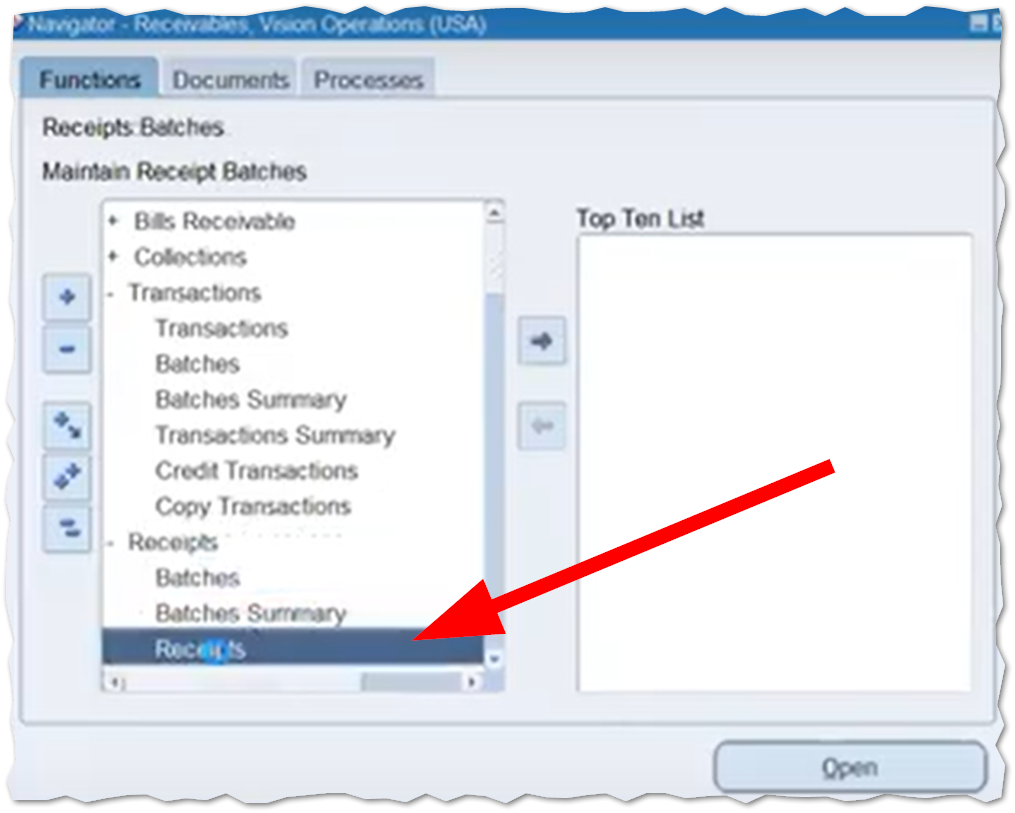 Navigator - Receivables, Vision Operations (USA)
Functions
Documents
Processes
Receipts:Batches
Maintain Receipt Batches
+ Bills Receivable
+ Collections
- Transactions
Transactions
Batches
Batches Summary
Transactions Summary
Credit Transactions
Copy Transactions
- Receipts
Batches
Batches Summary
Receipts
Top Ten List
Open